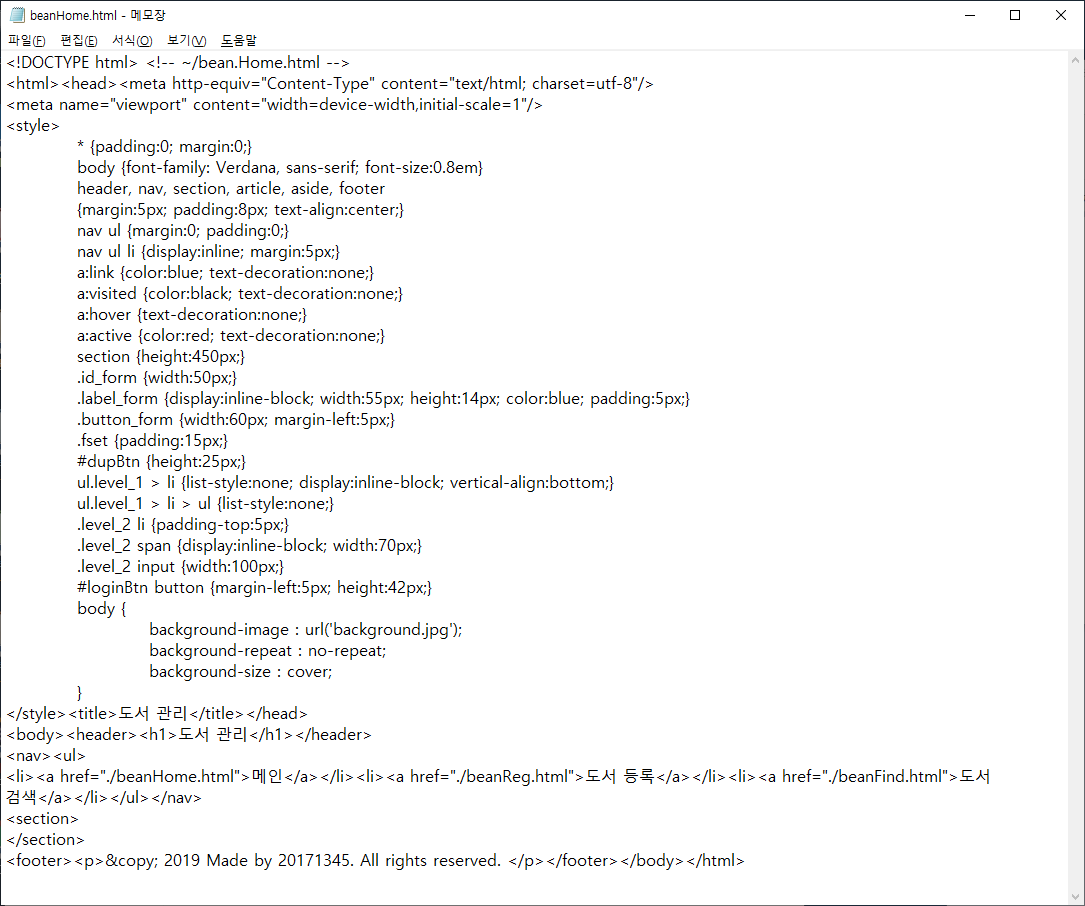 beanHome.html - 메모장
파일(F) 편집(E) 서식(O) 보기(V) 도움말
<!DOCTYPE html> <!-- ~/bean.Home.html -->
<html><head><meta http-equiv="Content-Type" content="text/html; charset=utf-8"/>
<meta name="viewport" content="width=device-width,initial-scale=1"/>
<style>
* {padding:0; margin:0;}
body {font-family: Verdana, sans-serif; font-size:0.8em}
header, nav, section, article, aside, footer
{margin:5px; padding:8px; text-align:center;}
nav ul {margin:0; padding:0;}
nav ul li {display:inline; margin:5px;}
a:link {color:blue; text-decoration:none;}
a:visited {color:black; text-decoration:none;}
a:hover {text-decoration:none;}
a:active {color:red; text-decoration:none;}
section {height:450px;}
.id_form {width:50px;}
.label_form {display:inline-block; width:55px; height:14px; color:blue; padding:5px;}
.button_form {width:60px; margin-left:5px;}
.fset {padding:15px;}
#dupBtn {height:25px;}
ul.level_1 > li {list-style:none; display:inline-block; vertical-align:bottom;}
ul.level_1 > li > ul {list-style:none;}
.level_2 li {padding-top:5px;}
.level_2 span {display:inline-block; width:70px;}
.level_2 input {width:100px;}
#loginBtn button {margin-left:5px; height:42px;}
body {
background-image : url('background.jpg');
background-repeat : no-repeat;
background-size : cover;
}
</style><title>도서 관리</title></head>
<body><header><h1>도서 관리</h1></header>
<nav><ul>
<li><a href="./beanHome.html">메인</a></li><li><a href="./beanReg.html">도서 등록</a></li><li><a href="./beanFind.html">도서
검색</a></li></ul></nav>
<section>
</section>
<footer><p>&copy; 2019 Made by 20171345. All rights reserved. </p></footer></body></html>